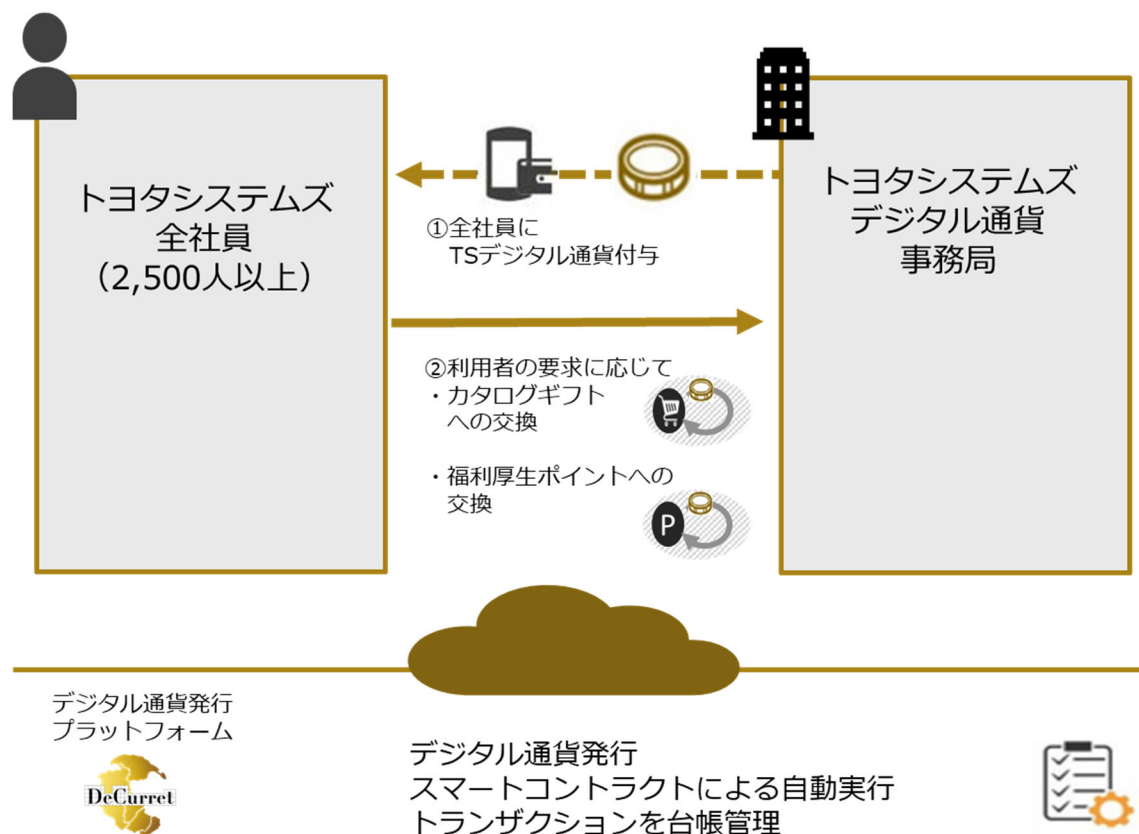 トヨタシステムズ
全社員
（2,500人以上）
①全社員に
TSデジタル通貨付与
トヨタシステムズ
デジタル通貨
事務局
②利用者の要求に応じて
・カタログギフト
への交換
・福利厚生ポイントへの
交換
P
デジタル通貨発行
プラットフォーム
DeCurret
デジタル通貨発行
スマートコントラクトによる自動実行
トランザクションを台帳管理